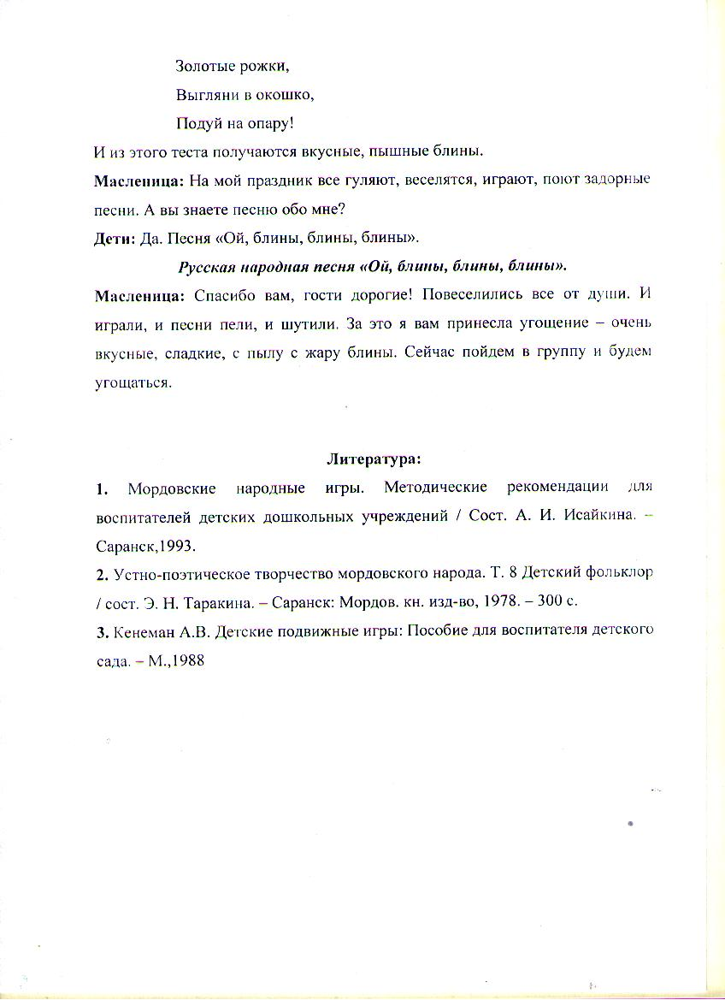 Золотые рожки,
Выгляни в окошко,
Подуй на опару!
И из этого теста получаются вкусные, пышные блины.
Масленица: На мой праздник все гуляют, веселятся, играют, поют задорные
песни. А вы знаете песню обо мне?
Дети: Да. Песня «Ой, блины, блины, блины».
Русская народная песня «Ой, блины, блины, блины».
Масленица: Спасибо вам, гости дорогие! Повеселились все от души. И
играли, и песни пели, и шутили. За это я вам принесла угощение – очень
вкусные, сладкие, с пылу с жару блины. Сейчас пойдем в группу и будем
угощаться.
Литература:
1. Мордовские народные игры. Методические рекомендации для
воспитателей детских дошкольных учреждений / Сост. А. И. Исайкина. –
Саранск,1993.
2. Устно-поэтическое творчество мордовского народа. Т. 8 Детский фольклор
/ сост. Э. Н. Таракина. – Саранск: Мордов. кн. изд-во, 1978. – 300 с.
3. Кенеман А.В. Детские подвижные игры: Пособие для воспитателя детского
сада. – М.,1988